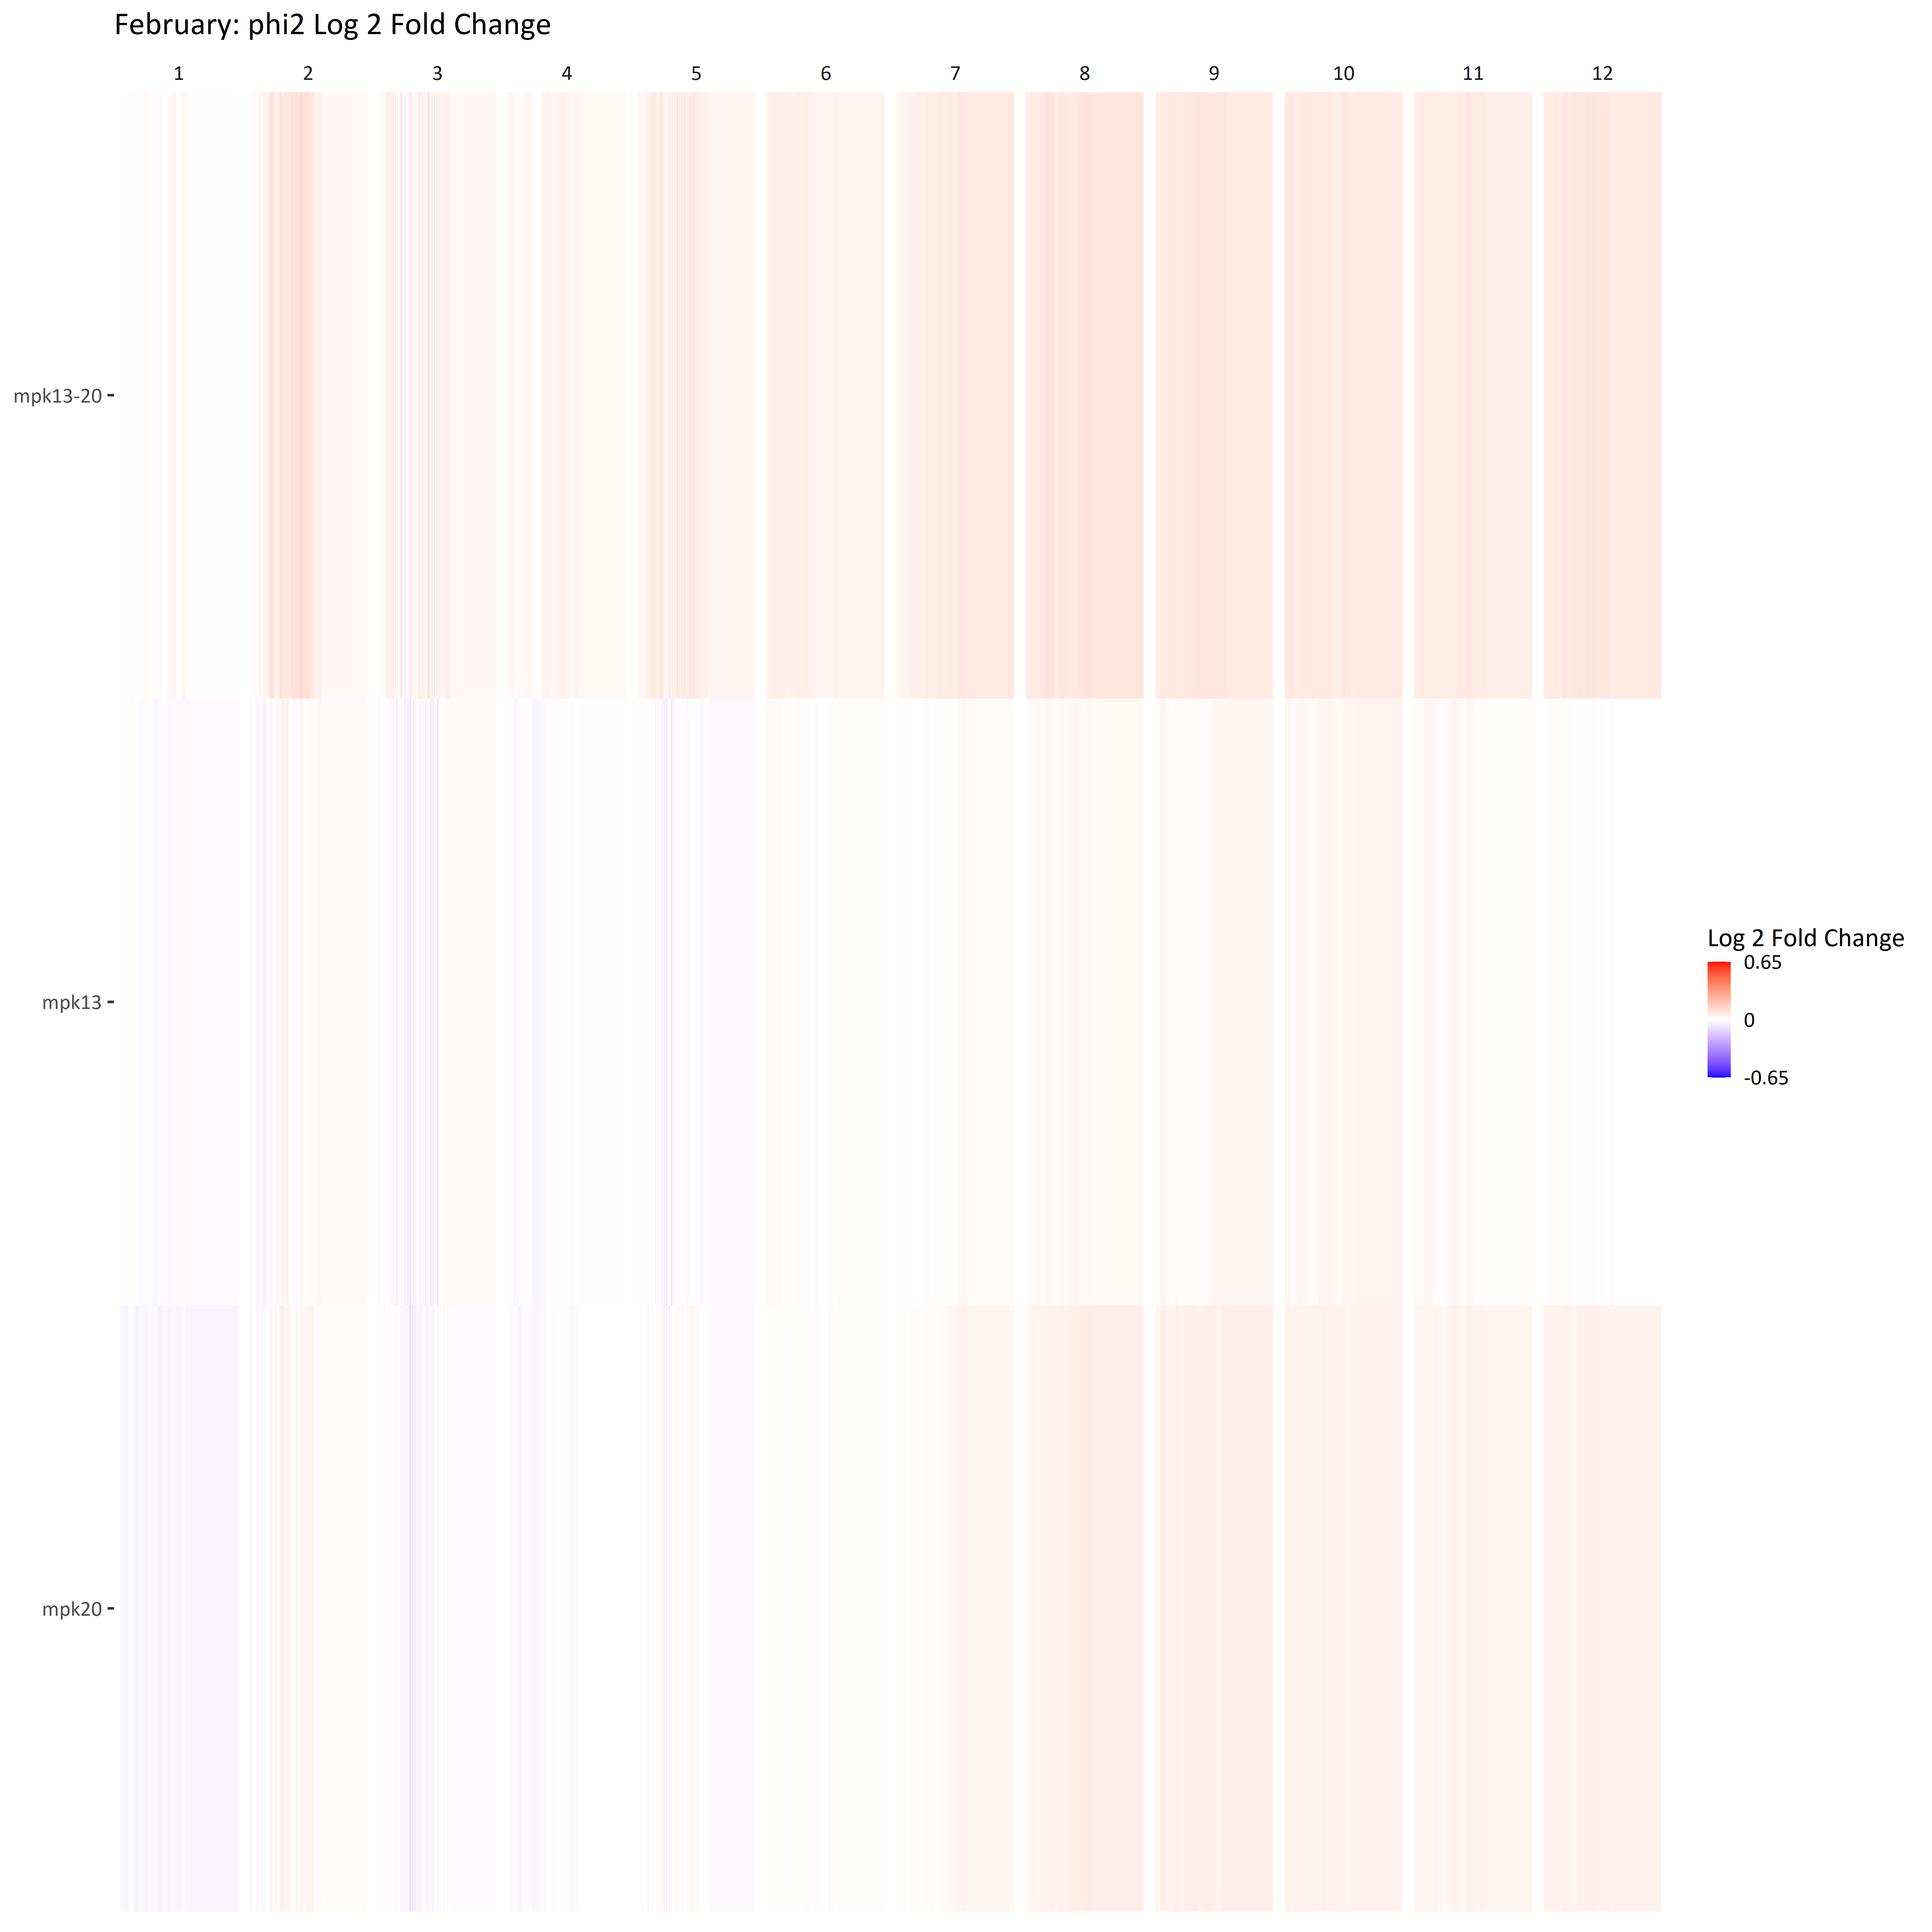 February: phi2 Log 2 Fold Change
1 2 3 4 5 6 7 8 9 10 11 12
mpk13-20
mpk13
mpk20
Log 2 Fold Change
0.65
0
-0.65